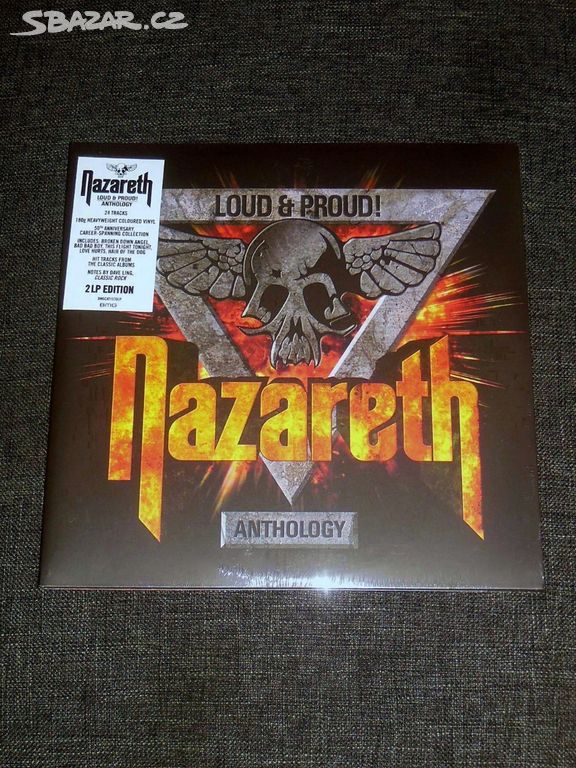 SBAZAR.CZ
Nazareth
LOUD & PROUD!
ANTHOLOGY
24 TRACKS
180g HEAVYWEIGHT COLOURED VINYL
50TH ANNIVERSARY
CAREER-SPANNING COLLECTION
INCLUDES: BROKEN DOWN ANGEL,
BAD BAD BOY, THIS FLIGHT TONIGHT,
LOVE HURTS, HAIR OF THE DOG
HIT TRACKS FROM
THE CLASSIC ALBUMS
NOTES BY DAVE LING,
CLASSIC ROCK
2 LP EDITION
BMG
LOUD & PROUD!
Nazareth
ANTHOLOGY